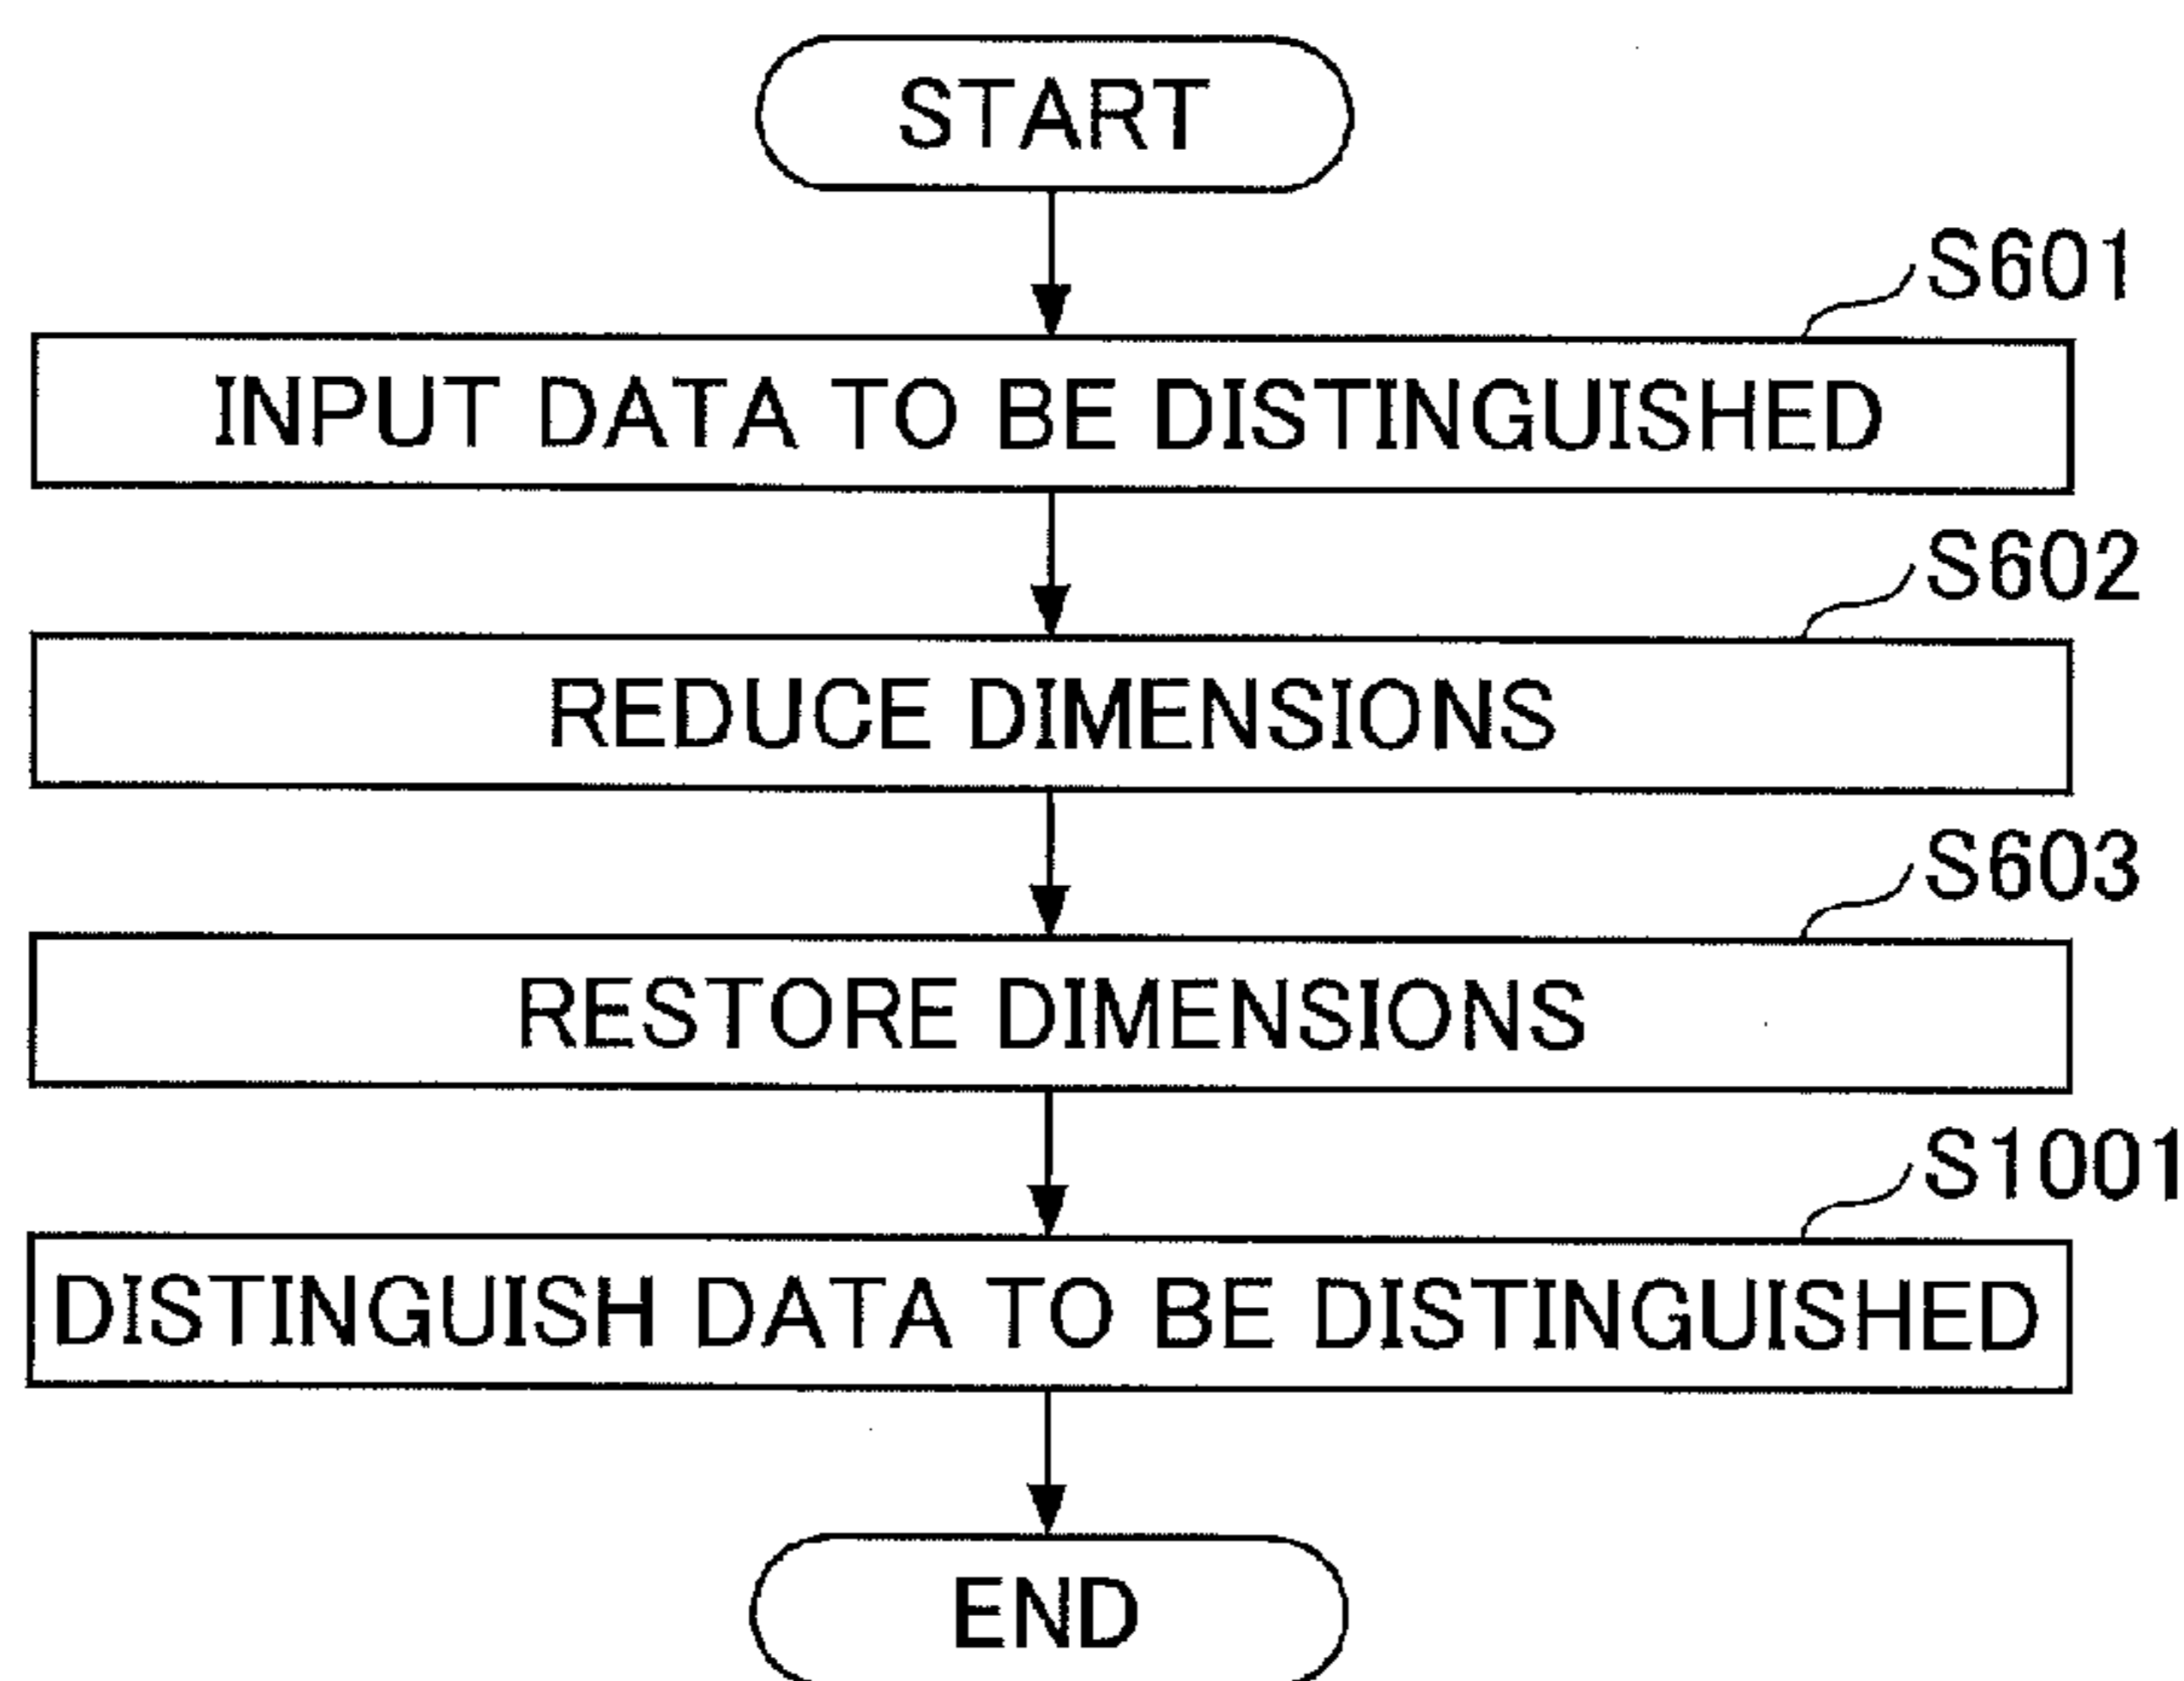 START
S601
INPUT DATA TO BE DISTINGUISHED
S602
REDUCE DIMENSIONS
S603
RESTORE DIMENSIONS
S1001
DISTINGUISH DATA TO BE DISTINGUISHED
END